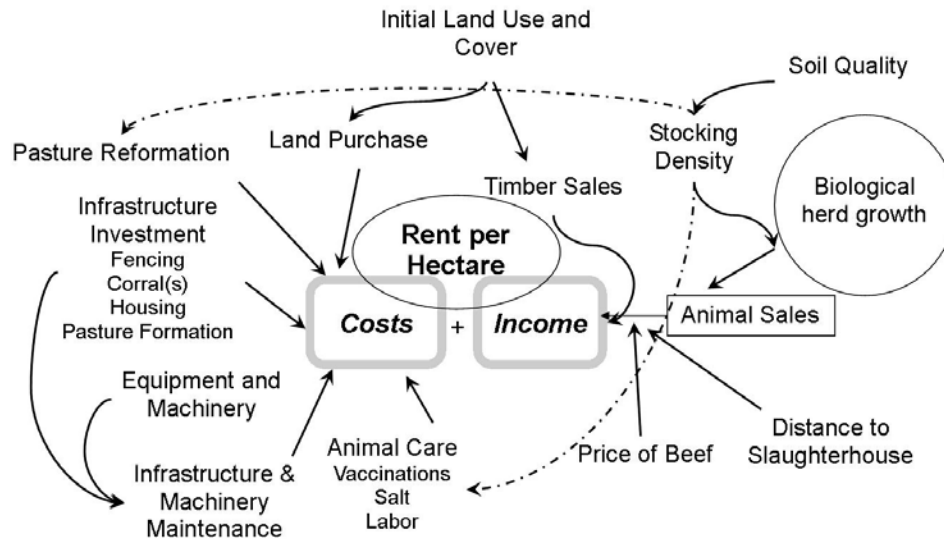 Initial Land Use and
Cover
Soil Quality
Pasture Reformation
Land Purchase
Stocking
Density
Timber Sales
Biological
herd growth
Infrastructure
Investment
Fencing
Corral(s)
Housing
Pasture Formation
Rent per
Hectare
Costs + Income
Animal Sales
Equipment and
Machinery
Infrastructure &
Machinery
Maintenance
Animal Care
Vaccinations
Salt
Labor
Price of Beef
Distance to
Slaughterhouse